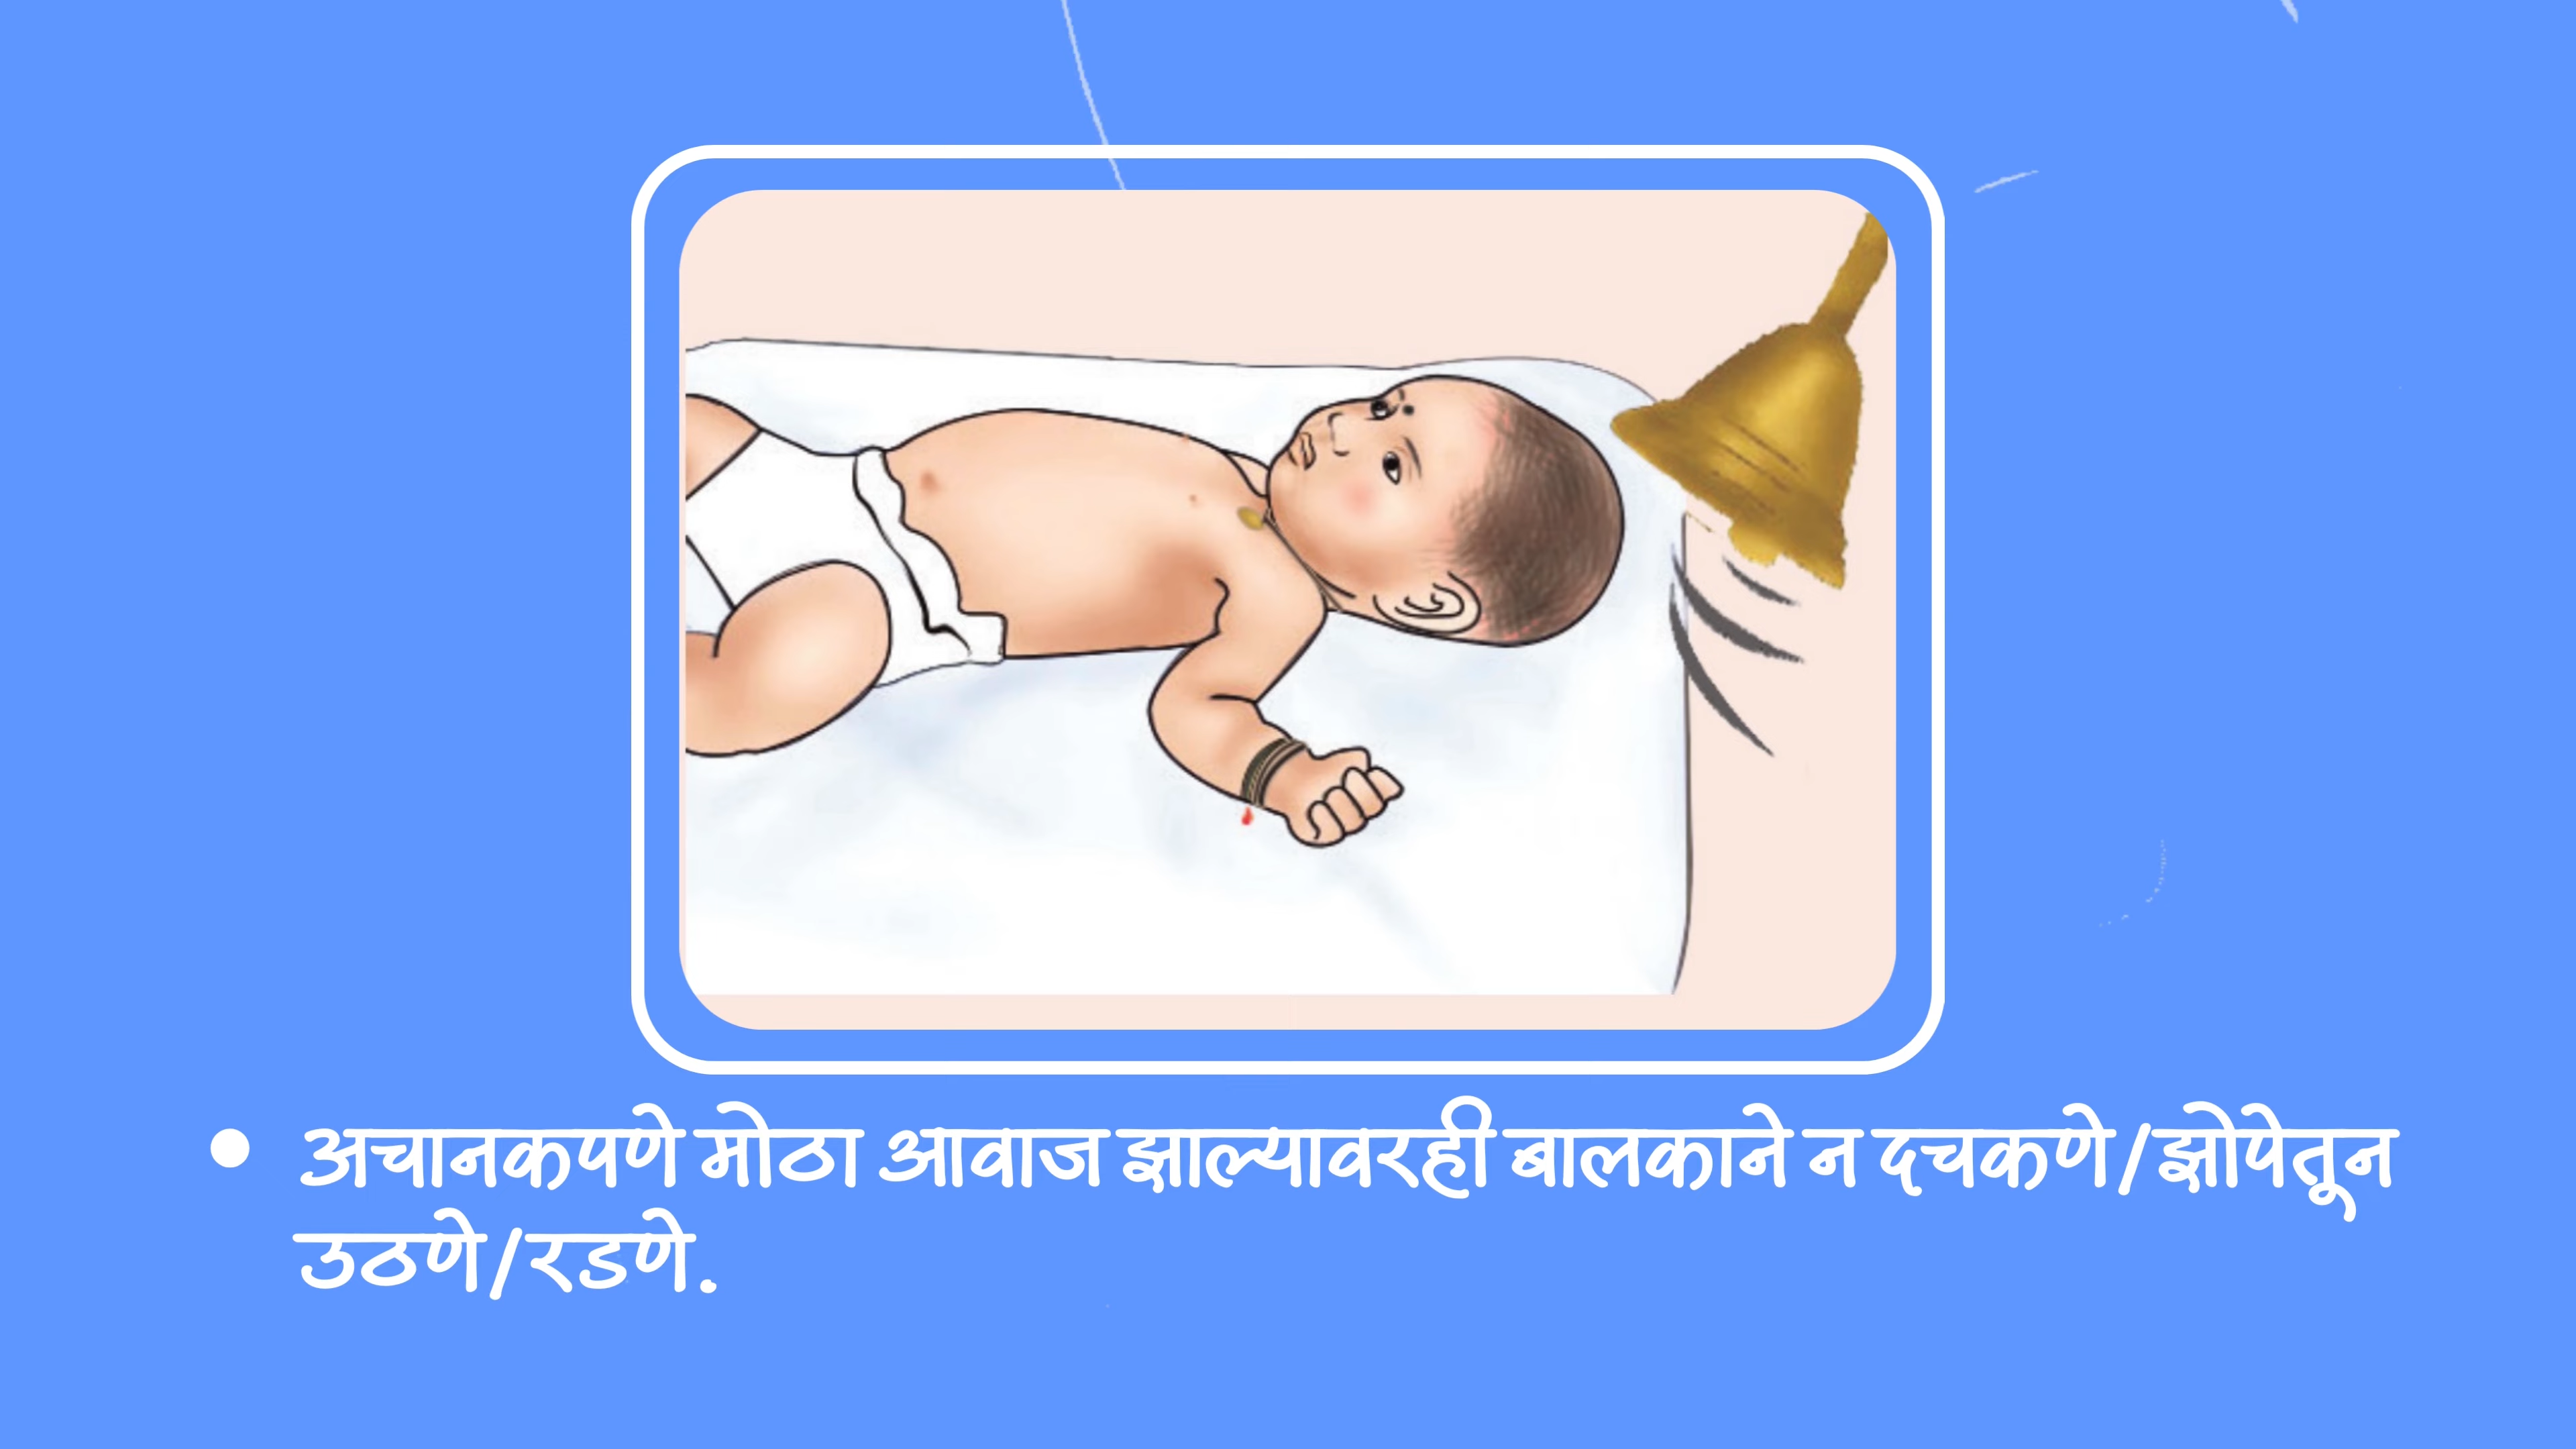 • अचानकपणे मोठा आवाज झाल्यावरही बालकाने न दचकणे/झोपेतून
उठणे/रडणे.